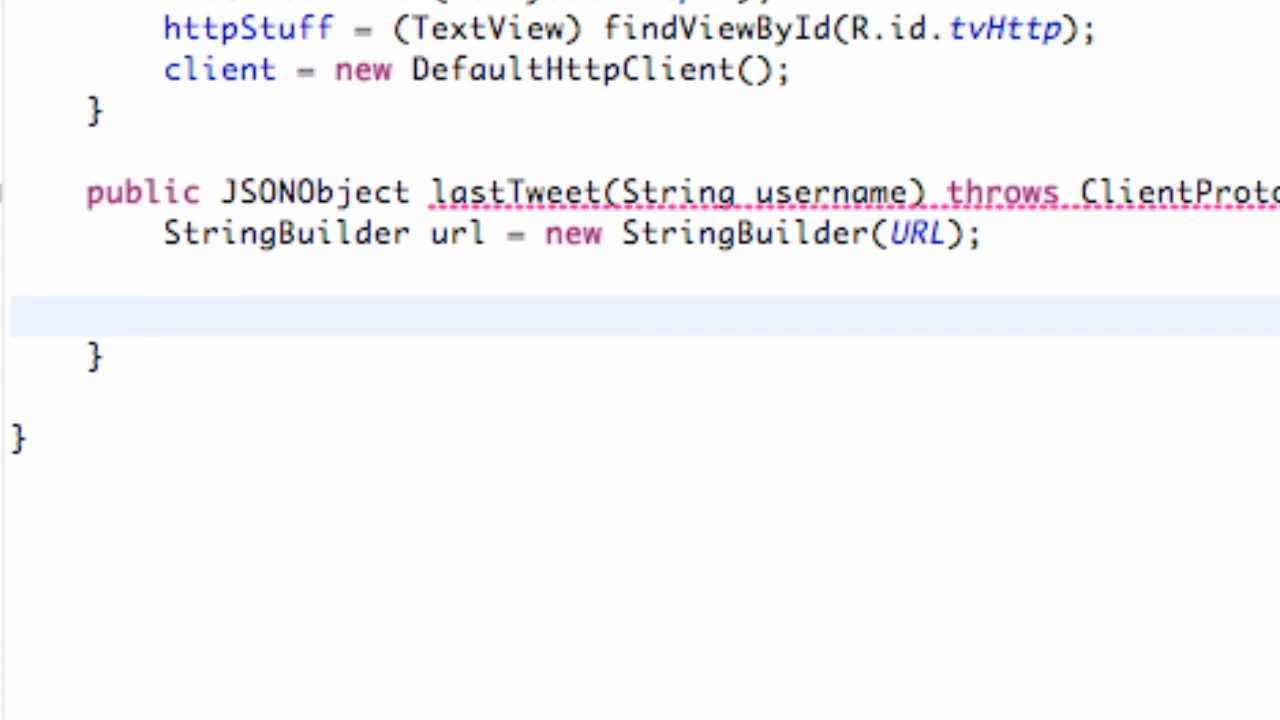 httpStuff = (TextView) findViewById(R.id.tvHttp);
client = new DefaultHttpClient();
}
public JSONObject lastTweet(String username) throws ClientProto
StringBuilder url = new StringBuilder(URL);
}
}